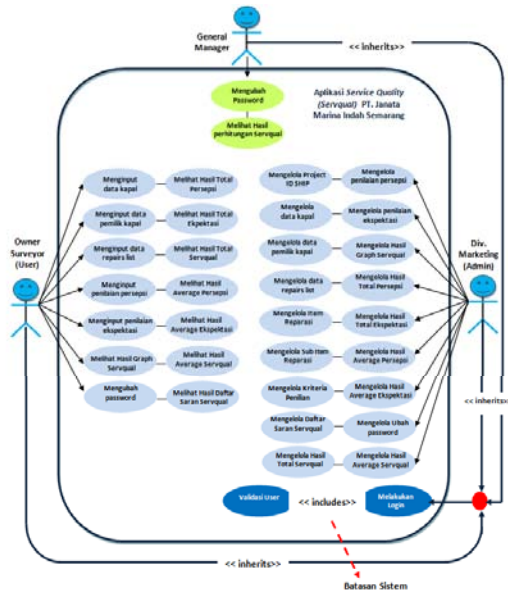 General
Manager
<< inherits>>
Mengubah
Password
Melihat Hasil
perhitungan Servqual
Aplikasi Service Quality
(Servqual) PT. Janata
Marina Indah Semarang
Owner
Surveyor
(User)
Menginput
data kapal
Melihat Hasil Total
Persepsi
Menginput data
pemilik kapal
Melihat Hasil Total
Ekpektasi
Menginput data
repairs list
Melihat Hasil Total
Servqual
Menginput
penilaian persepsi
Melihat Hasil
Average Persepsi
Menginput penilaian
ekspektasi
Melihat Hasil
Average Ekspektasi
Melihat Hasil Graph
Servqual
Melihat Hasil
Average Servqual
Mengubah
password
Melihat Hasil Daftar
Saran Servqual
Mengelola Project
ID SHIP
Mengelola
penilaian persepsi
Mengelola
data kapal
Mengelola penilaian
ekspektasi
Mengelola data
pemilik kapal
Mengelola Hasil
Graph Servqual
Mengelola data
repairs list
Mengelola Hasil
Total Persepsi
Mengelola Item
Reparasi
Mengelola Hasil
Total Ekspektasi
Mengelola Sub Item
Reparasi
Mengelola Hasil
Average Persepsi
Mengelola Kriteria
Penilian
Mengelola Hasil
Average Ekspektasi
Mengelola Daftar
Saran Servqual
Mengelola Ubah
password
Mengelola Hasil
Total Servqual
Mengelola Hasil
Average Servqual
Div.
Marketing
(Admin)
<< inherits>>
Validasi User
<< includes>>
Melakukan
Login
<< inherits>>
Batasan Sistem